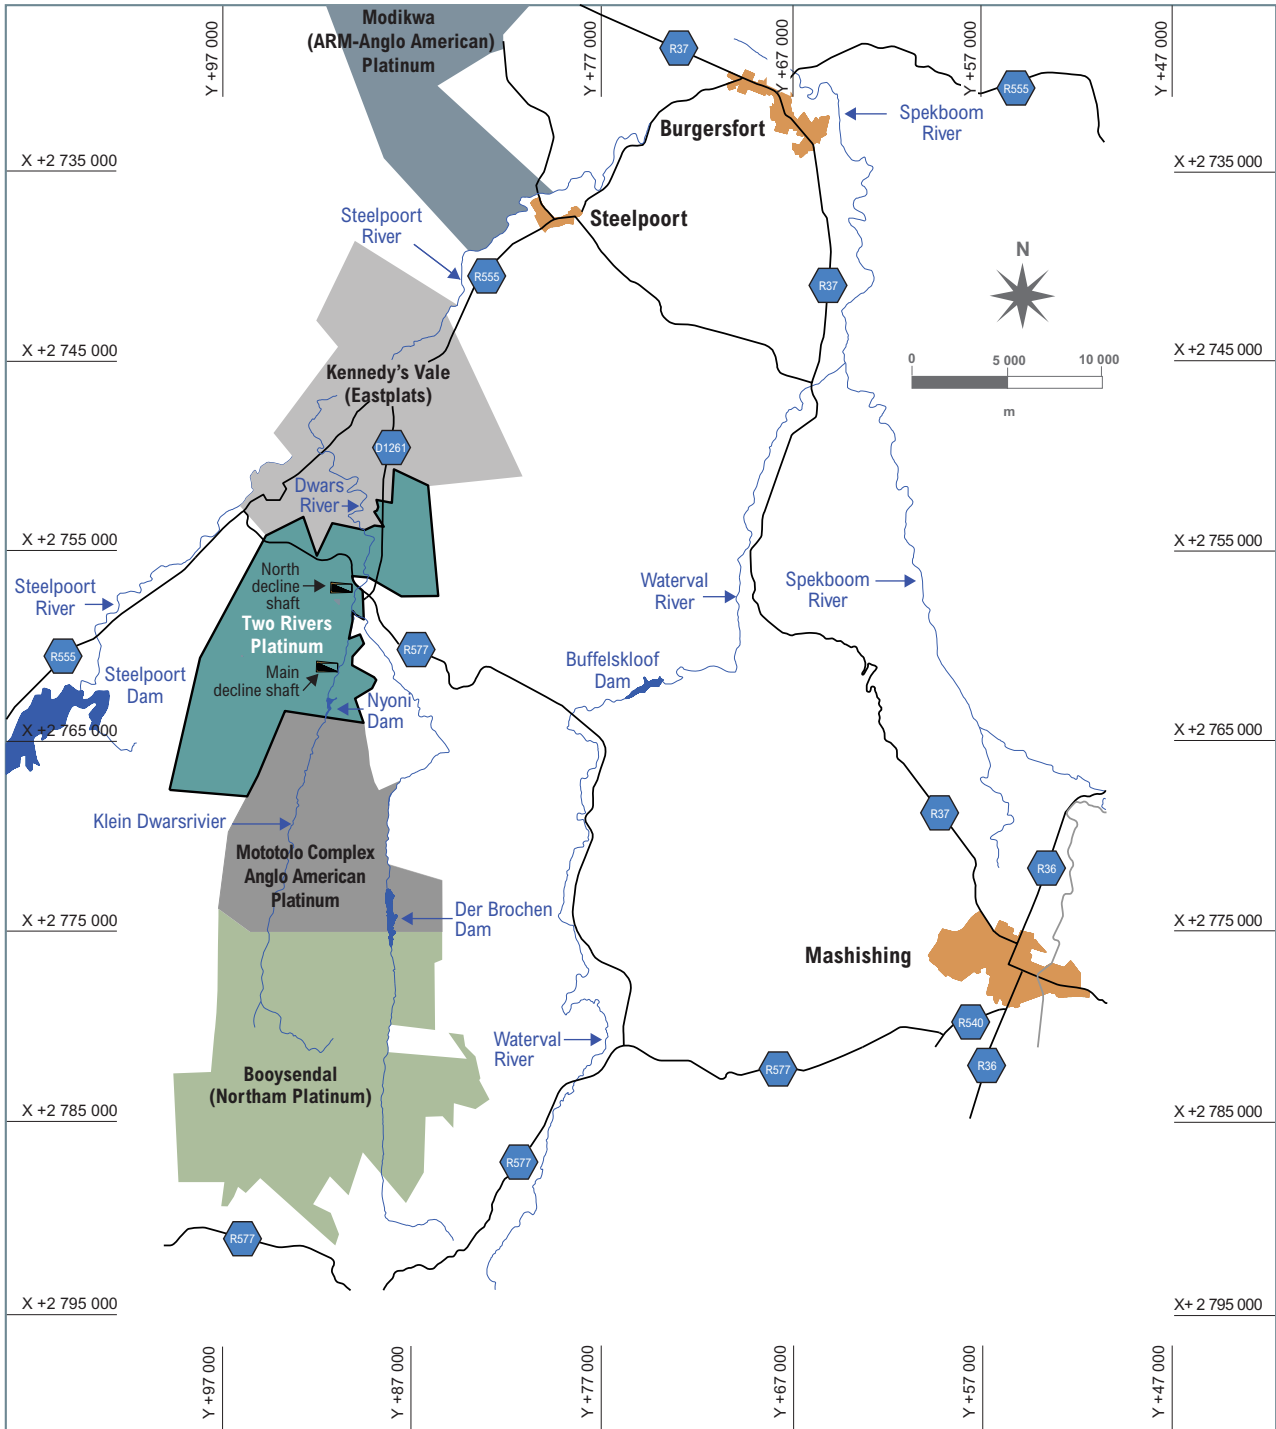 Modikwa
(ARM-Anglo American)
Platinum
Y +97 000
Y +77 000
Y +67 000
Y +57 000
Y +47 000
R37
R555
Burgersfort
Spekboom
River
X +2 735 000
X +2 735 000
Steelpoort
River
Steelpoort
R555
R37
N
0
5 000
10 000
m
X +2 745 000
X +2 745 000
Kennedy’s Vale
(Eastplats)
D1261
Dwars
River
X +2 755 000
X +2 755 000
North
decline
shaft
Steelpoort
River
Waterval
River
Spekboom
River
Two Rivers
Platinum
R555
R577
Main
decline shaft
Steelpoort
Dam
Buffelskloof
Dam
Nyoni
Dam
X +2 765 000
X +2 765 000
Klein Dwarsrivier
R37
Mototolo Complex
Anglo American
Platinum
R36
Der Brochen
Dam
X +2 775 000
X +2 775 000
Mashishing
R540
Waterval
River
R577
R36
Booysendal
(Northam Platinum)
X +2 785 000
X +2 785 000
R577
R577
X +2 795 000
X+ 2 795 000
Y +97 000
Y +87 000
Y +77 000
Y +67 000
Y +57 000
Y +47 000